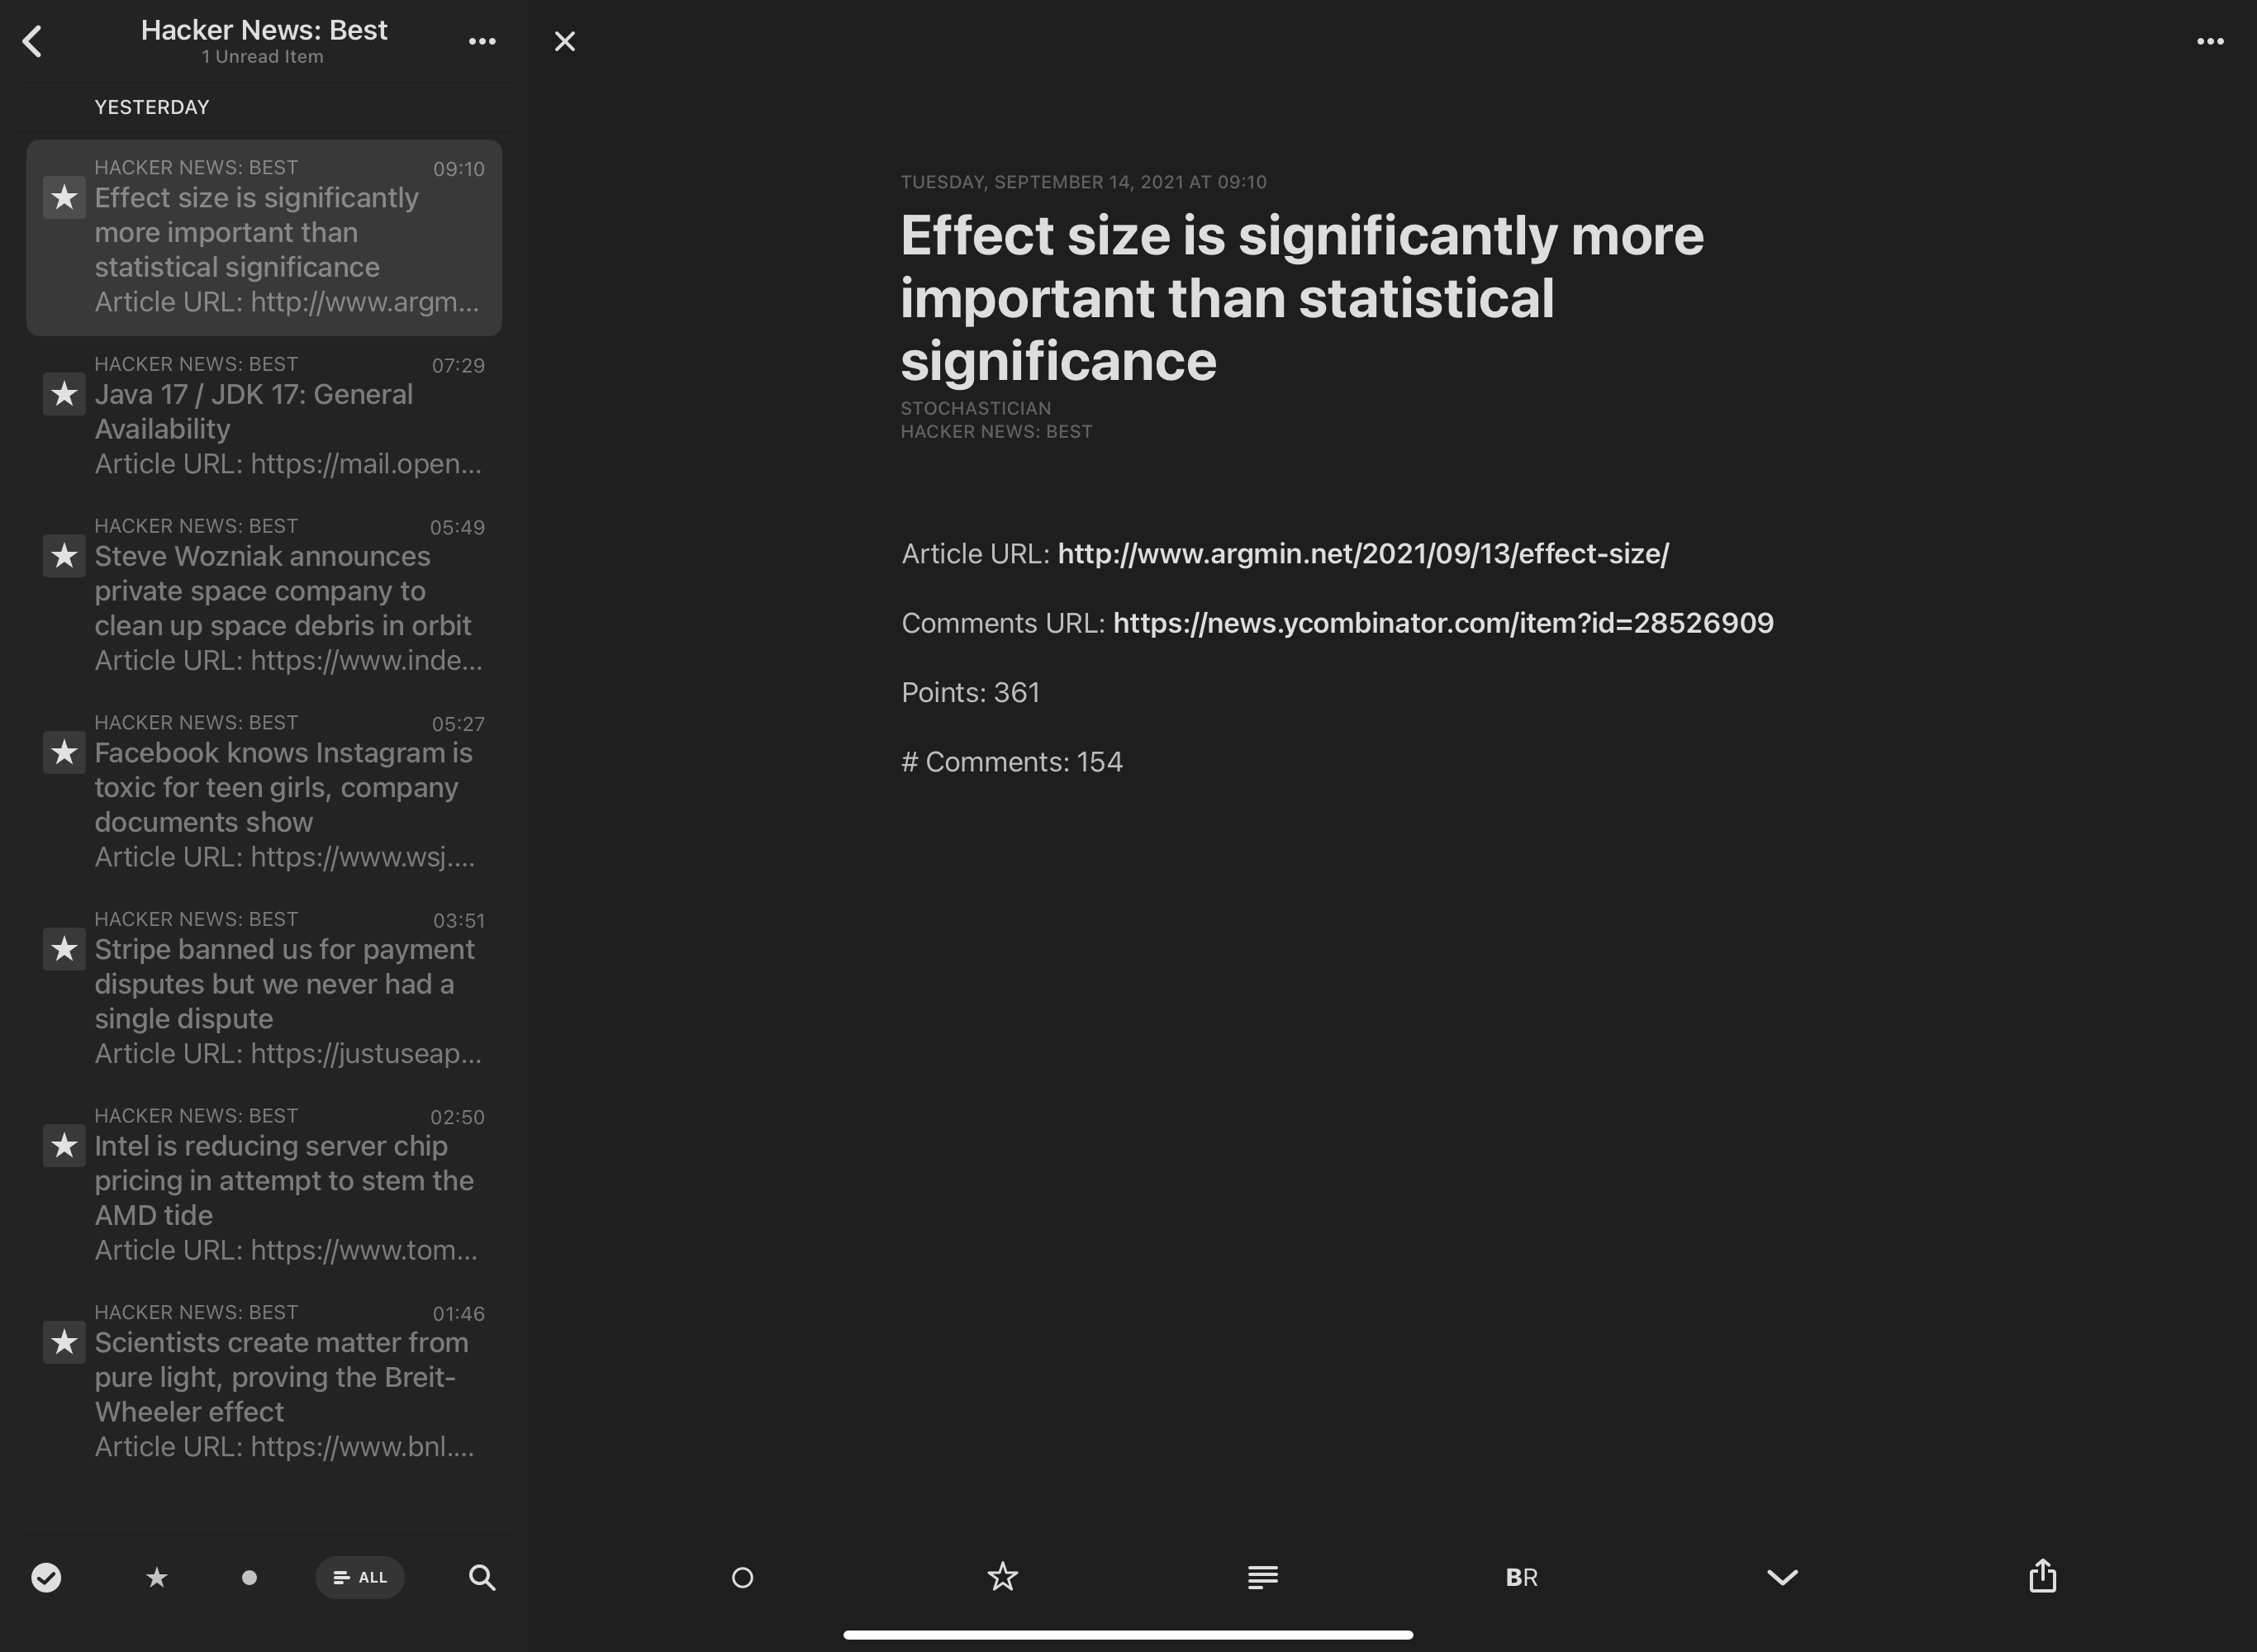 Hacker News: Best
1 Unread Item
YESTERDAY
HACKER NEWS: BEST 09:10
Effect size is significantly
more important than
statistical significance
Article URL: http://www.argm...
HACKER NEWS: BEST 07:29
Java 17 / JDK 17: General
Availability
Article URL: https://mail.open...
HACKER NEWS: BEST 05:49
Steve Wozniak announces
private space company to
clean up space debris in orbit
Article URL: https://www.inde...
HACKER NEWS: BEST 05:27
Facebook knows Instagram is
toxic for teen girls, company
documents show
Article URL: https://www.wsj....
HACKER NEWS: BEST 03:51
Stripe banned us for payment
disputes but we never had a
single dispute
Article URL: https://justuseap...
HACKER NEWS: BEST 02:50
Intel is reducing server chip
pricing in attempt to stem the
AMD tide
Article URL: https://www.tom...
HACKER NEWS: BEST 01:46
Scientists create matter from
pure light, proving the Breit-
Wheeler effect
Article URL: https://www.bnl....
ALL
TUESDAY, SEPTEMBER 14, 2021 AT 09:10
Effect size is significantly more
important than statistical
significance
STOCHASTICIAN
HACKER NEWS: BEST
Article URL: http://www.argmin.net/2021/09/13/effect-size/
Comments URL: https://news.ycombinator.com/item?id=28526909
Points: 361
# Comments: 154
BR